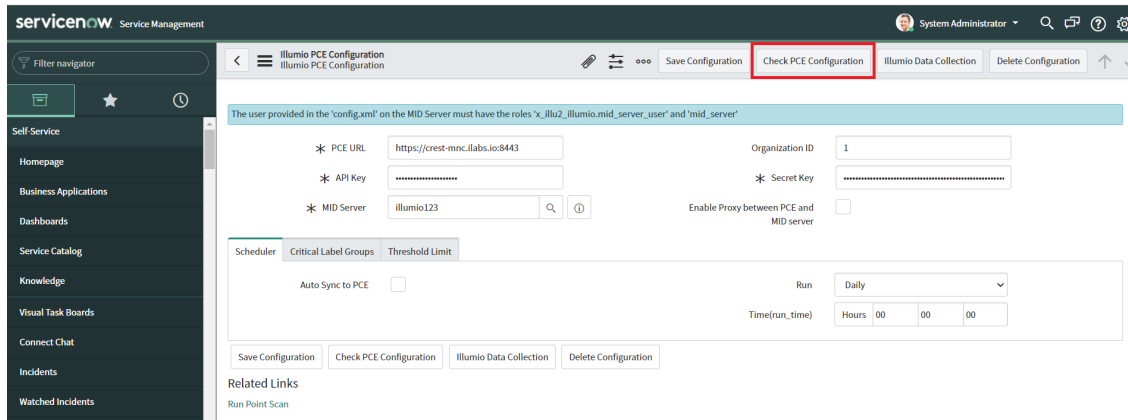 servicenow Service Management
System Administrator
Filter navigator
Illumio PCE Configuration
Illumio PCE Configuration
Save Configuration
Check PCE Configuration
Illumio Data Collection
Delete Configuration
The user provided in the 'config.xml' on the MID Server must have the roles 'x_illu2_illumio.mid_server_user' and 'mid_server'
Self-Service
Homepage
Business Applications
Dashboards
Service Catalog
Knowledge
Visual Task Boards
Connect Chat
Incidents
Watched Incidents
PCE URL
https://crest-mnc.ilabs.io:8443
Organization ID
1
API Key
Secret Key
MID Server
illumio123
Enable Proxy between PCE and
MID server
Scheduler
Critical Label Groups
Threshold Limit
Auto Sync to PCE
Run
Daily
Time(run_time)
Hours 00 00 00
Save Configuration
Check PCE Configuration
Illumio Data Collection
Delete Configuration
Related Links
Run Point Scan